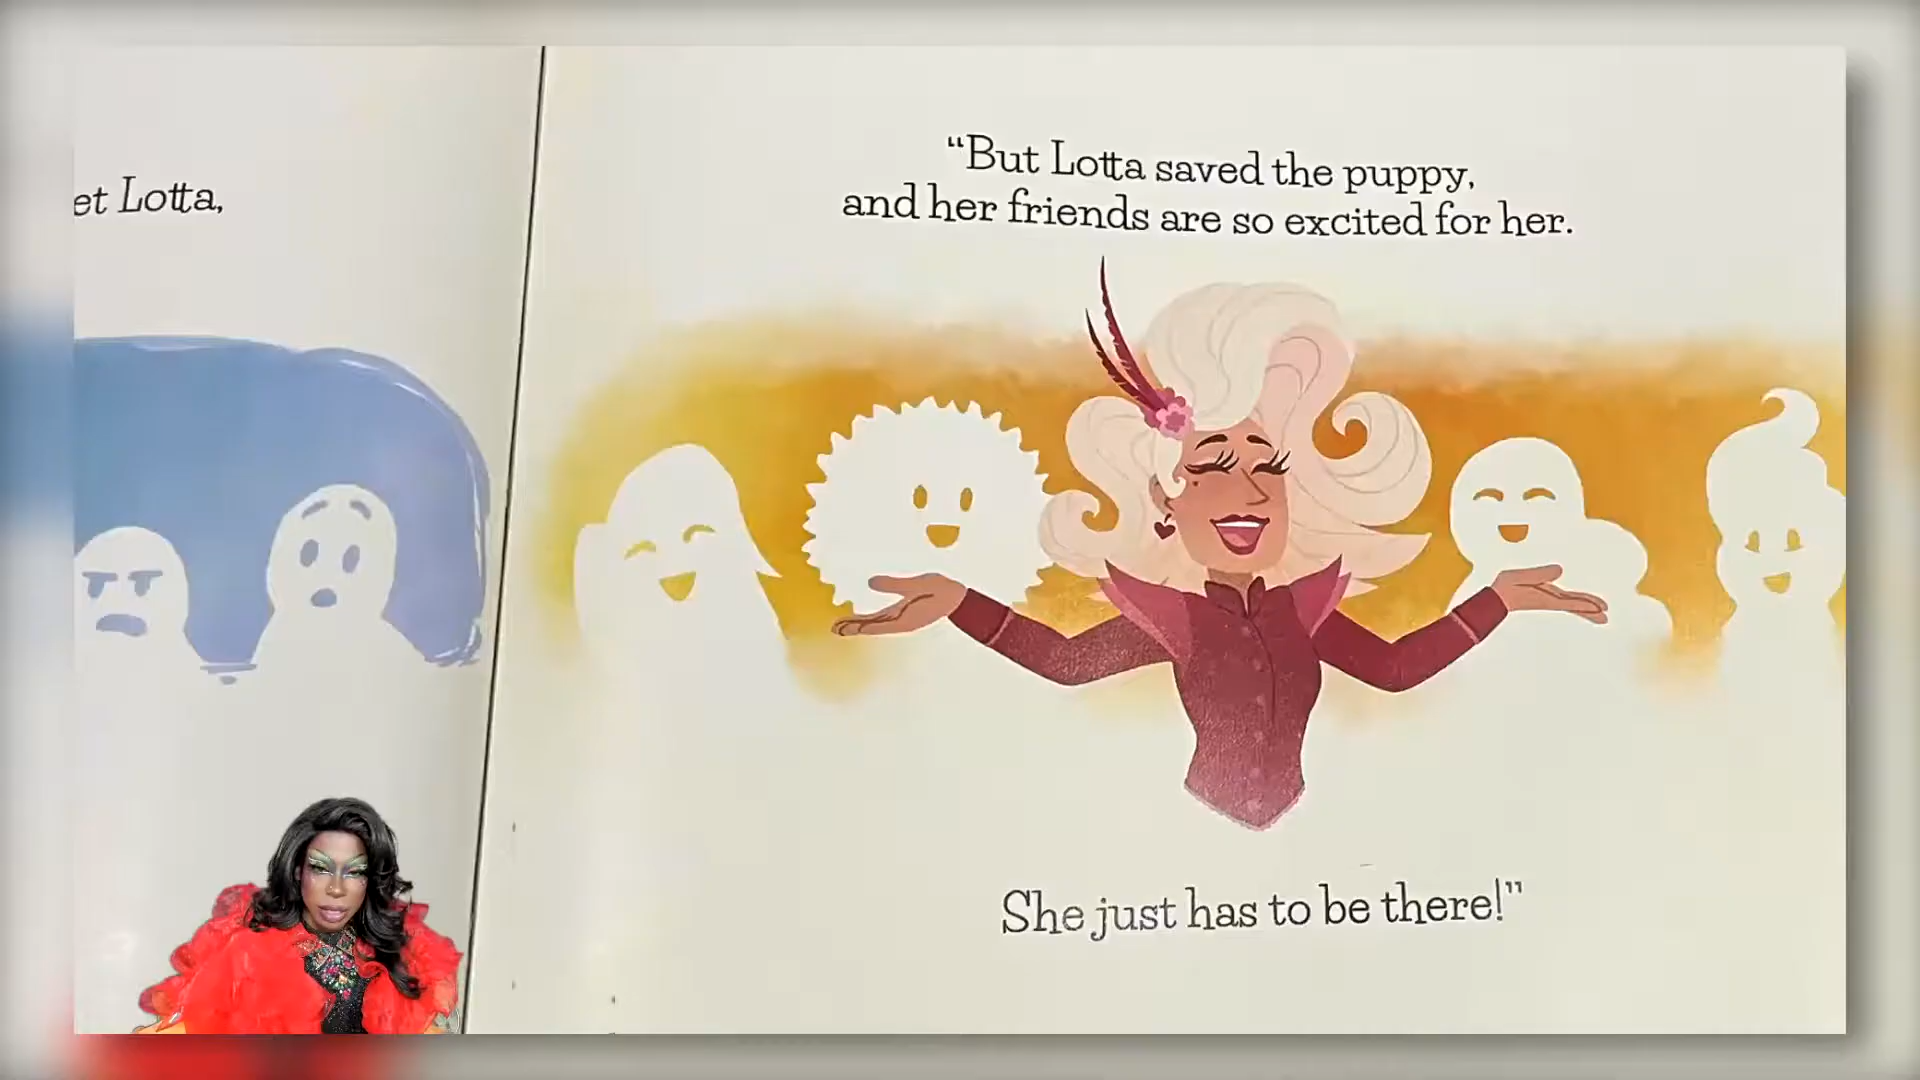 et Lotta,
“But Lotta saved the puppy,
and her friends are so excited for her.
She just has to be there!”